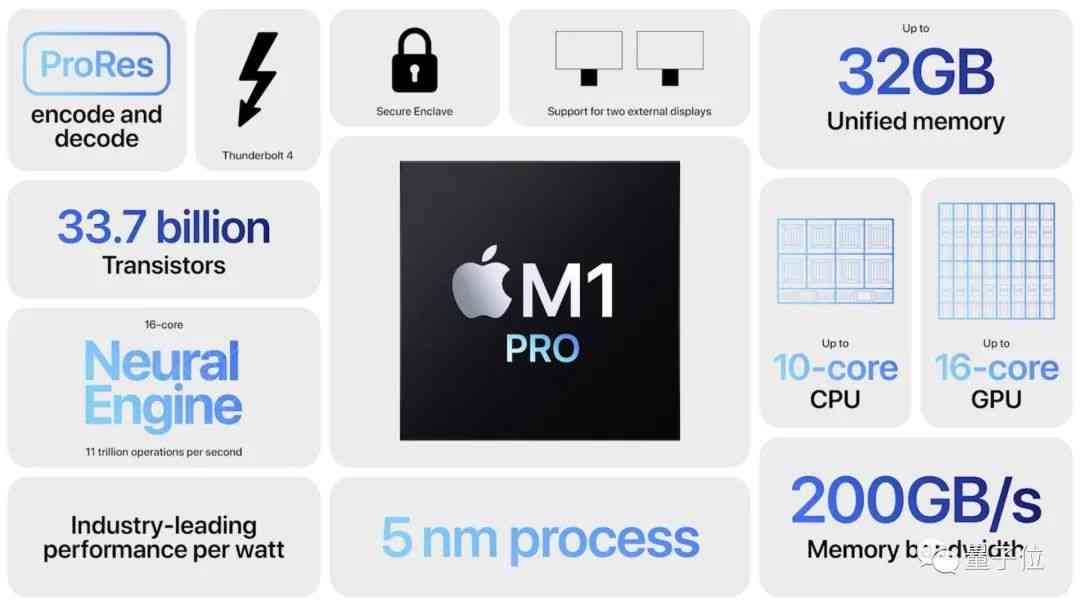 ProRes
encode and
decode
Thunderbolt 4
Secure Enclave
Support for two external displays
Up to
32GB
Unified memory
33.7 billion
Transistors
M1
PRO
Up to
10-core
CPU
Up to
16-core
GPU
16-core
Neural
Engine
11 trillion operations per second
Industry-leading
performance per watt
5 nm process
200GB/s
Memory bandwidth
量子位